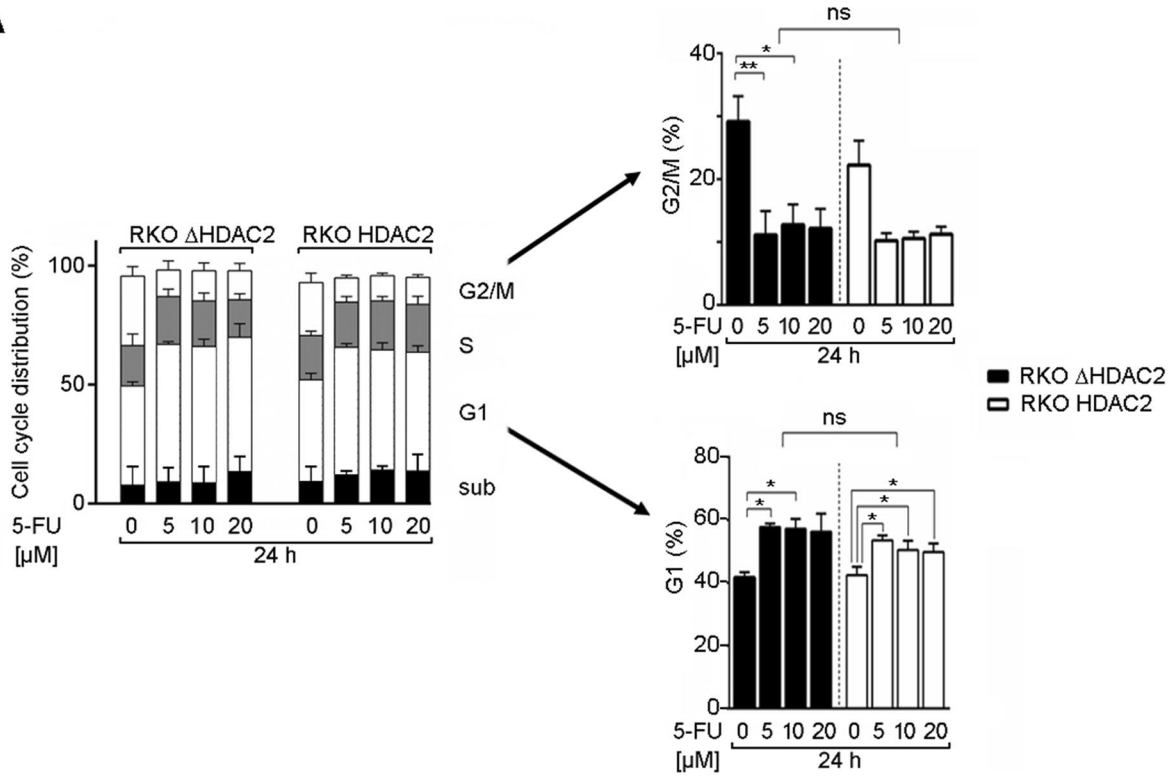 A
RKO ΔHDAC2 RKO HDAC2
Cell cycle distribution (%)
100
50
0
G2/M
S
G1
sub
5-FU 0 5 10 20 0 5 10 20
[µM] 24 h
ns
* 
**
G2/M (%)
40
20
0
5-FU 0 5 10 20 0 5 10 20
[µM] 24 h
RKO ΔHDAC2
RKO HDAC2
ns
*
* *
* *
*
G1 (%)
80
60
40
20
0
5-FU 0 5 10 20 0 5 10 20
[µM] 24 h